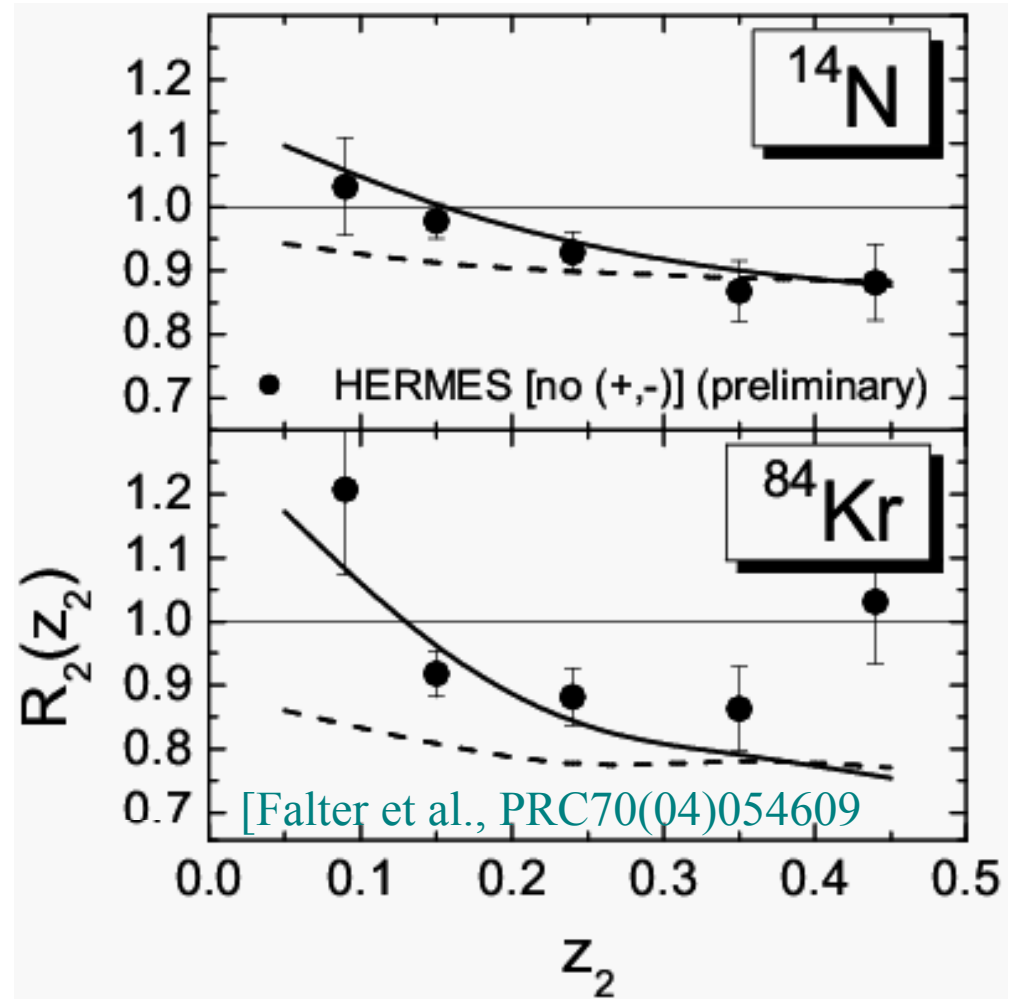 1.2
1.1
1.0
0.9
0.8
0.7
¹⁴N
HERMES [no (+,-)] (preliminary)
1.2
1.1
1.0
0.9
0.8
0.7
⁸⁴Kr
R₂(z₂)
[Falter et al., PRC70(04)054609
0.0 0.1 0.2 0.3 0.4 0.5
z₂